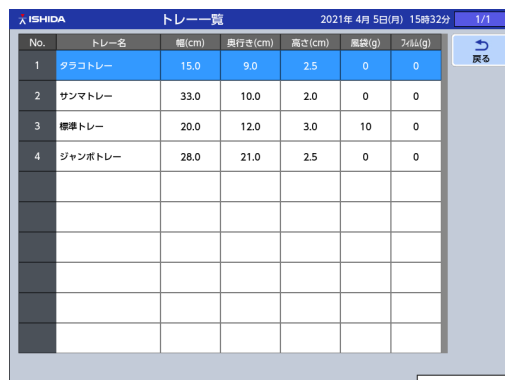 ISHIDA トレー一覧 2021年 4月 5日(月) 15時32分 1/1
No. トレー名 幅(cm) 奥行き(cm) 高さ(cm) 風袋(g) フィルム(g)
戻る
1 タラコトレー 15.0 9.0 2.5 0 0
2 サンマトレー 33.0 10.0 2.0 0 0
3 標準トレー 20.0 12.0 3.0 10 0
4 ジャンボトレー 28.0 21.0 2.5 0 0